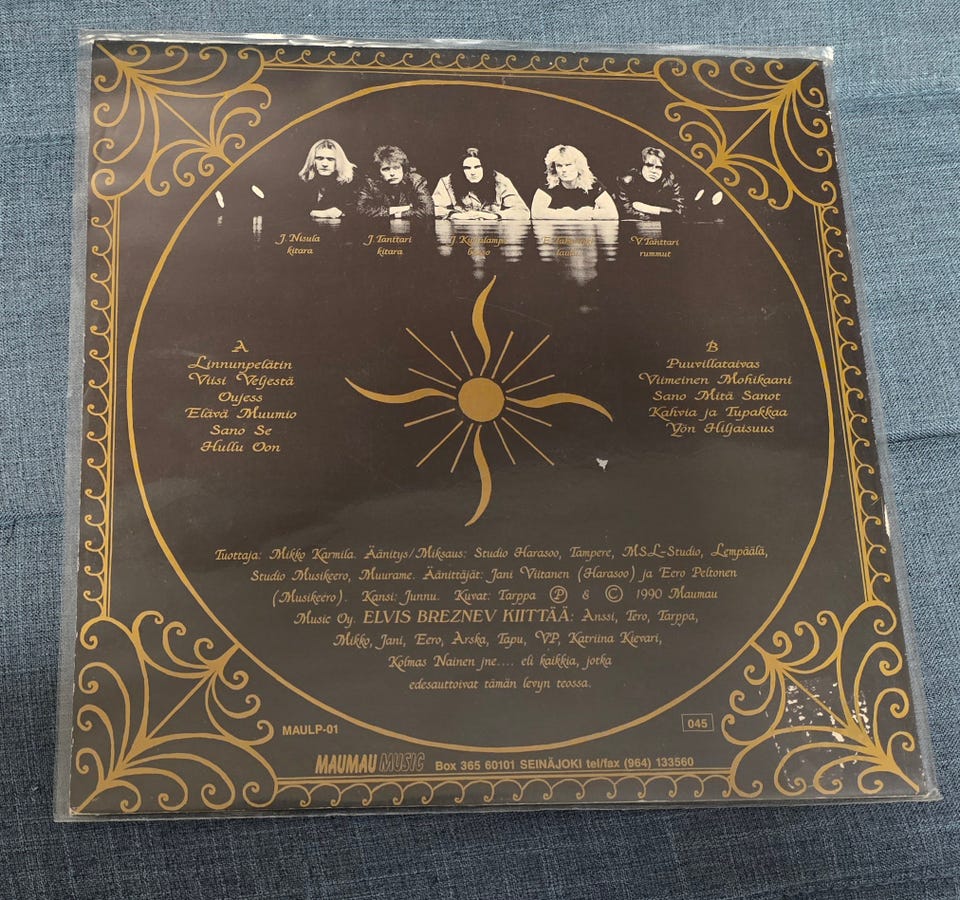 J. Nisula
kitara
J. Tanttari
kitara
V. Tanttari
rummut
A
Linnunpelätin
Viisi Veljestä
Oujess
Elävä Muumio
Sano Se
Hullu Oon
B
Puuvillataivas
Viimeinen Mohikaani
Sano Mitä Sanot
Kahvia ja Tupakkaa
Yön Hiljaisuus
Tuottaja: Mikko Karmila. Äänitys/Miksaus: Studio Harasoo, Tampere, MSL-Studio, Lempäälä,
Studio Musikeero, Muurame. Äänittäjät: Jani Viitanen (Harasoo) ja Eero Peltonen
(Musikeero). Kansi: Junnu. Kuvat: Tarppa Ⓟ & © 1990 Maumau
Music Oy. ELVIS BREZNEV KIITTÄÄ: Anssi, Tero, Tarppa,
Mikko, Jani, Eero, Arska, Tapu, VP, Katriina Kievari,
Kolmas Nainen jne.... eli kaikkia, jotka
edesauttoivat tämän levyn teossa.
MAULP-01
045
MAUMAU MUSIC Box 365 60101 SEINÄJOKI tel/fax (964) 133560